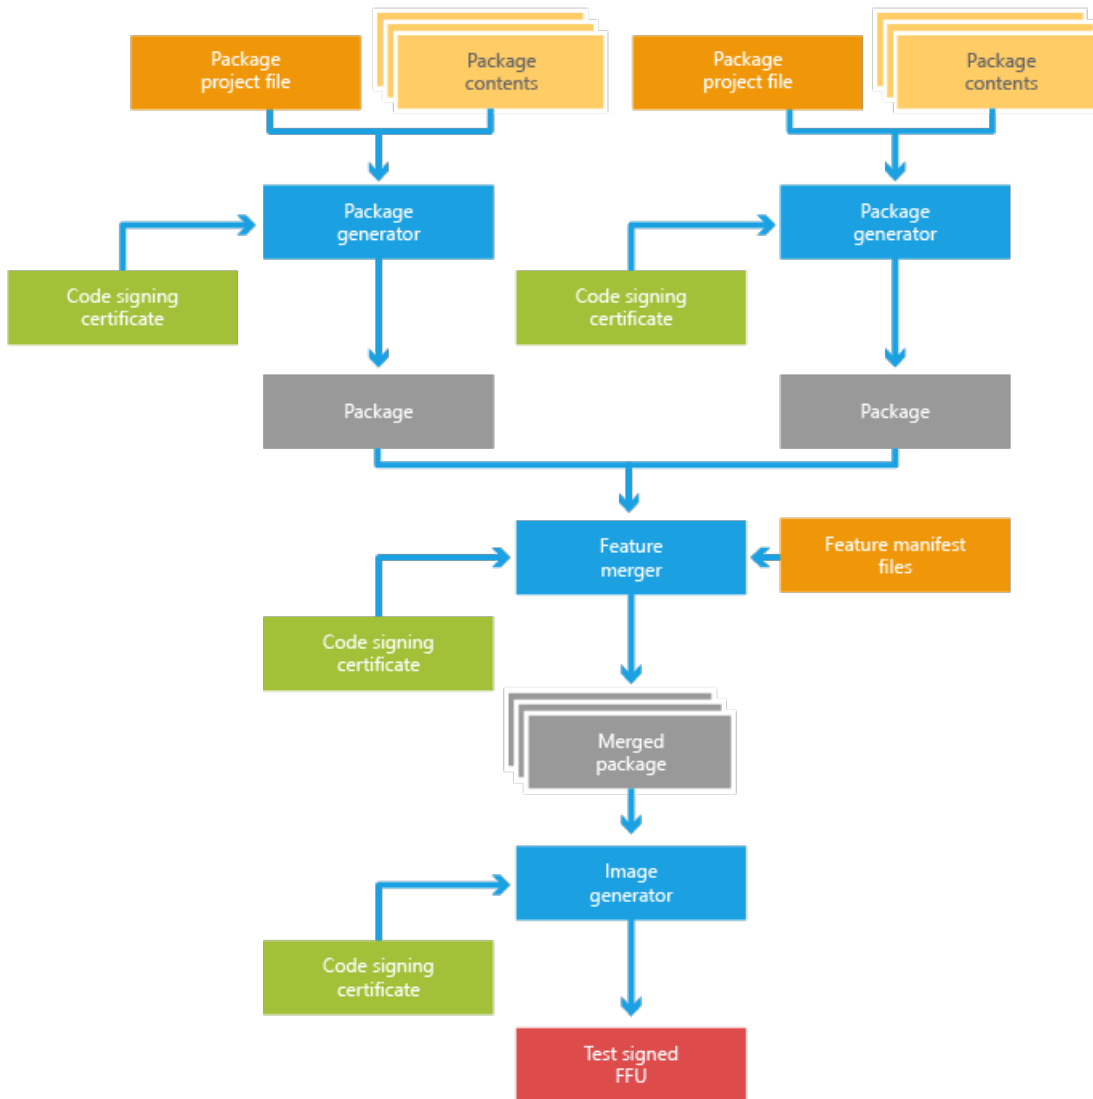 Package
project file
Package
contents
Package
project file
Package
contents
Package
generator
Package
generator
Code signing
certificate
Code signing
certificate
Package
Package
Feature
merger
Feature manifest
files
Code signing
certificate
Merged
package
Image
generator
Code signing
certificate
Test signed
FFU